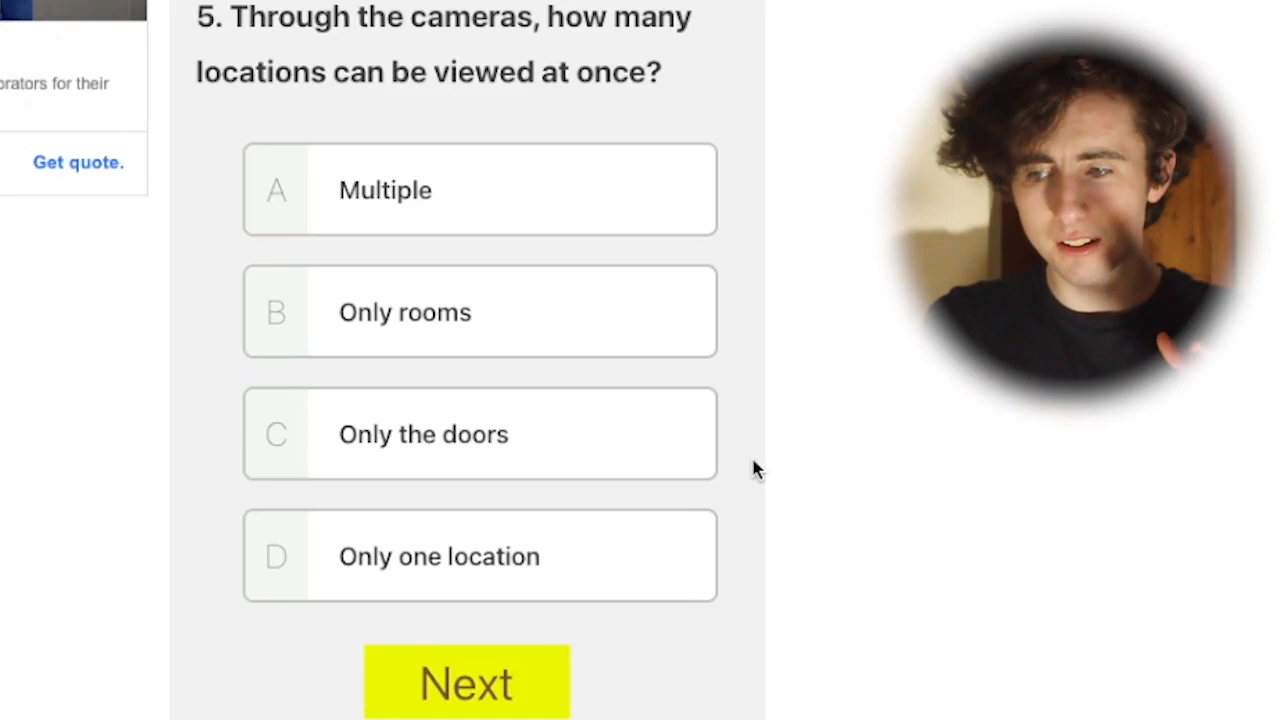 5. Through the cameras, how many
locations can be viewed at once?
orators for their
Get quote.
A Multiple
B Only rooms
C Only the doors
D Only one location
Next